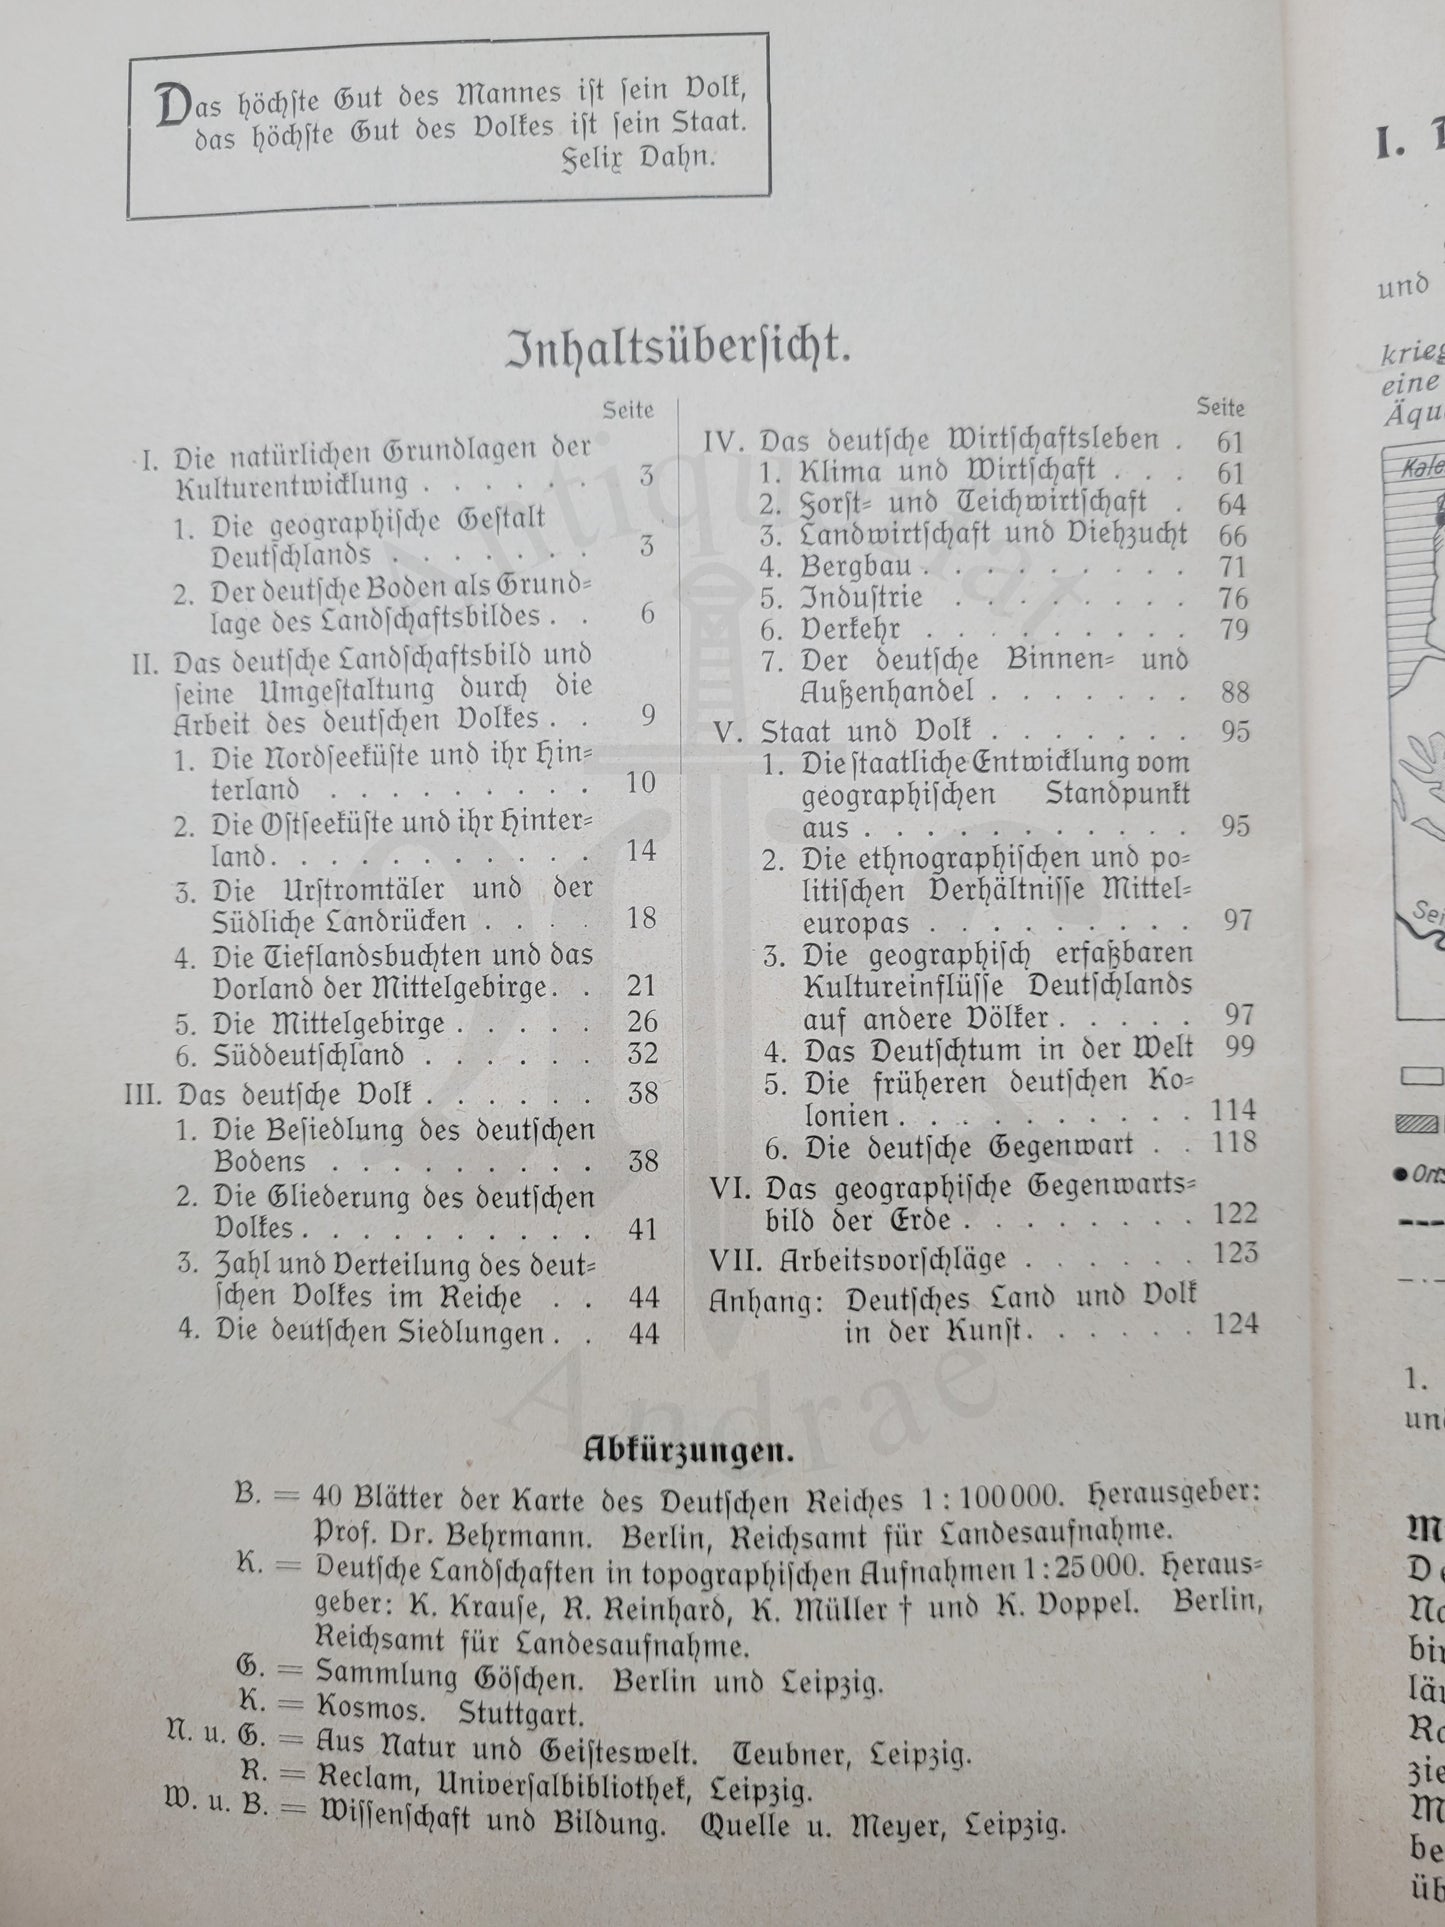 Das höchste Gut des Mannes ist sein Volk,
das höchste Gut des Volkes ist sein Staat.
Felix Dahn.
Inhaltsübersicht.
Seite
I. Die natürlichen Grundlagen der
Kulturentwicklung . . . . . . 3
1. Die geographische Gestalt
Deutschlands . . . . . . . 3
2. Der deutsche Boden als Grund-
lage des Landschaftsbildes . . 6
II. Das deutsche Landschaftsbild und
seine Umgestaltung durch die
Arbeit des deutschen Volkes . . 9
1. Die Nordseeküste und ihr Hin-
terland . . . . . . . . . 10
2. Die Ostseeküste und ihr Hinter-
land . . . . . . . . . . . 14
3. Die Urstromtäler und der
Südliche Landrücken . . . . 18
4. Die Tieflandsbuchten und das
Vorland der Mittelgebirge . . 21
5. Die Mittelgebirge . . . . . 26
6. Süddeutschland . . . . . . 32
III. Das deutsche Volk . . . . . . 38
1. Die Besiedlung des deutschen
Bodens . . . . . . . . . 38
2. Die Gliederung des deutschen
Volkes . . . . . . . . . . 41
3. Zahl und Verteilung des deut-
schen Volkes im Reiche . . 44
4. Die deutschen Siedlungen . . 44
Seite
IV. Das deutsche Wirtschaftsleben . 61
1. Klima und Wirtschaft . . . 61
2. Forst- und Teichwirtschaft . 64
3. Landwirtschaft und Viehzucht 66
4. Bergbau . . . . . . . . . 71
5. Industrie . . . . . . . . 76
6. Verkehr . . . . . . . . . 79
7. Der deutsche Binnen- und
Außenhandel . . . . . . . 88
V. Staat und Volk . . . . . . . 95
1. Die staatliche Entwicklung vom
geographischen Standpunkt
aus . . . . . . . . . . . 95
2. Die ethnographischen und po-
litischen Verhältnisse Mittel-
europas . . . . . . . . . 97
3. Die geographisch erfaßbaren
Kultureinflüsse Deutschlands
auf andere Völker . . . . . 97
4. Das Deutschtum in der Welt 99
5. Die früheren deutschen Ko-
lonien . . . . . . . . . . 114
6. Die deutsche Gegenwart . . 118
VI. Das geographische Gegenwarts-
bild der Erde . . . . . . . . 122
VII. Arbeitsvorschläge . . . . . . 123
Anhang: Deutsches Land und Volk
in der Kunst . . . . . . 124
Abkürzungen.
B. = 40 Blätter der Karte des Deutschen Reiches 1 : 100 000. Herausgeber:
Prof. Dr. Behrmann. Berlin, Reichsamt für Landesaufnahme.
K. = Deutsche Landschaften in topographischen Aufnahmen 1 : 25 000. Heraus-
geber: K. Krause, R. Reinhard, K. Müller † und K. Voppel. Berlin,
Reichsamt für Landesaufnahme.
G. = Sammlung Göschen. Berlin und Leipzig.
K. = Kosmos. Stuttgart.
N. u. G. = Aus Natur und Geisteswelt. Teubner, Leipzig.
R. = Reclam, Universalbibliothek, Leipzig.
W. u. B. = Wissenschaft und Bildung. Quelle u. Meyer, Leipzig.
Andrae
I.
und
eine
1.